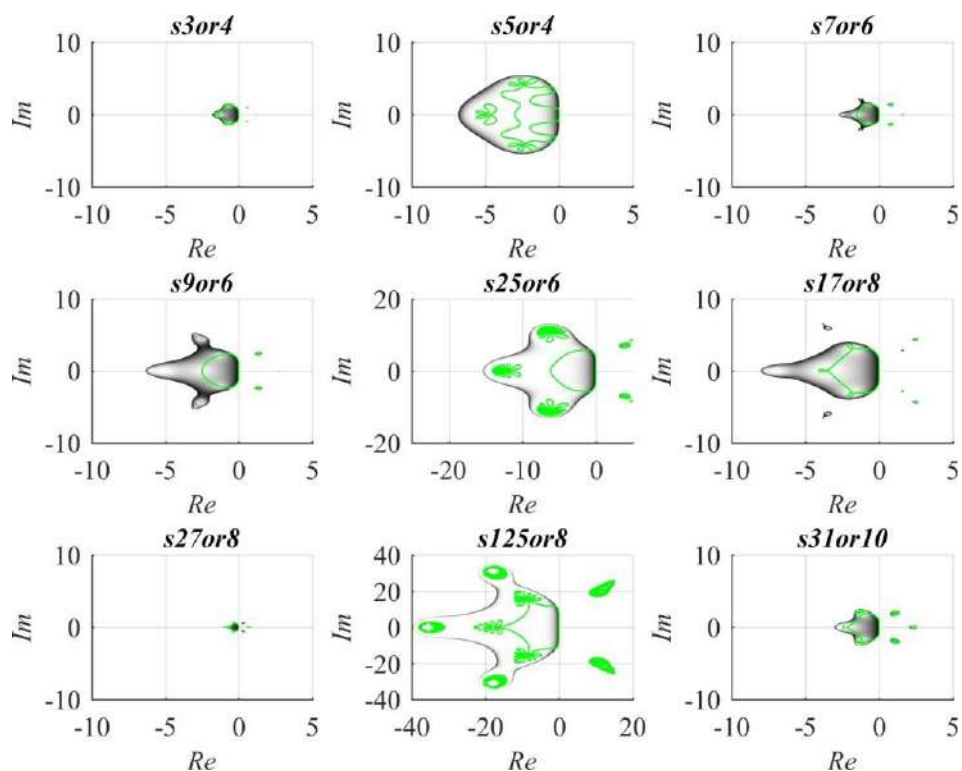 s3or4 s5or4 s7or6
10 10 10
Im 0 Im 0 Im 0
-10 -10 -10
-10 -5 0 5 -10 -5 0 5 -10 -5 0 5
Re Re Re
s9or6 s25or6 s17or8
10 20 10
Im 0 Im 0 Im 0
-10 -20 -10
-10 -5 0 5 -20 -10 0 -10 -5 0 5
Re Re Re
s27or8 s125or8 s31or10
10 40 10
20
Im 0 Im 0 Im 0
-20
-10 -40 -10
-10 -5 0 5 -40 -20 0 20 -10 -5 0 5
Re Re Re